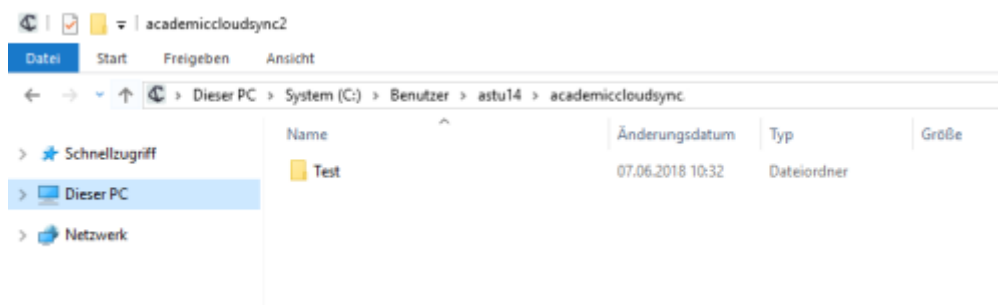 academiccloudsync2
Datei Start Freigeben Ansicht
Dieser PC > System (C:) > Benutzer > astu14 > academiccloudsync
Name Änderungsdatum Typ Größe
Schnellzugriff
Test 07.06.2018 10:32 Dateiordner
Dieser PC
Netzwerk